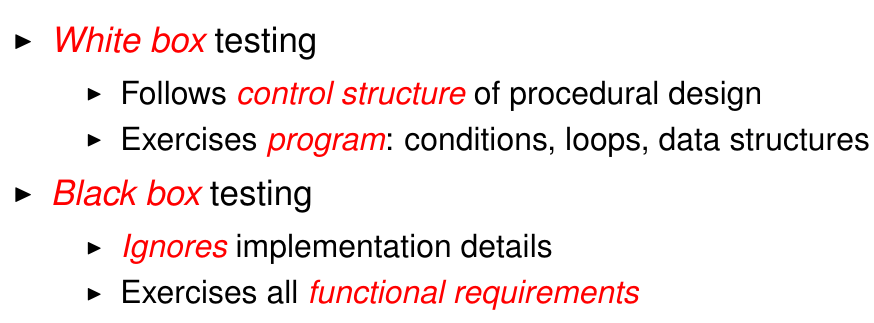 ► White box testing
► Follows control structure of procedural design
► Exercises program: conditions, loops, data structures
► Black box testing
► Ignores implementation details
► Exercises all functional requirements